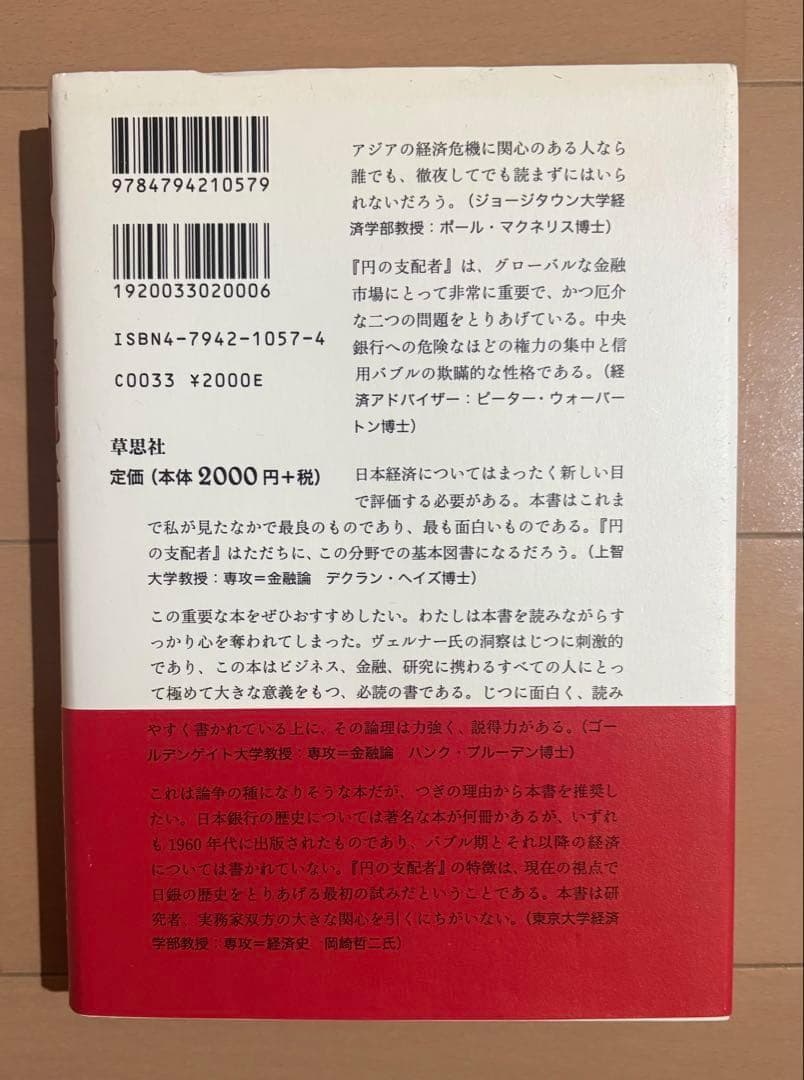 9784794210579
1920033020006
ISBN4-7942-1057-4
C0033 ¥2000E
草思社
定価(本体2000円+税)
アジアの経済危機に関心のある人なら
誰でも、徹夜してでも読まずにはいら
れないだろう。(ジョージタウン大学経
済学部教授:ポール・マクネリス博士)
『円の支配者』は、グローバルな金融
市場にとって非常に重要で、かつ厄介
な二つの問題をとりあげている。中央
銀行への危険なほどの権力の集中と信
用バブルの欺瞞的な性格である。(経
済アドバイザー:ピーター・ウォーバー
トン博士)
日本経済についてはまったく新しい目
で評価する必要がある。本書はこれま
で私が見たなかで最良のものであり、最も面白いものである。『円
の支配者』はただちに、この分野での基本図書になるだろう。(上智
大学教授:専攻=金融論 デクラン・ヘイズ博士)
この重要な本をぜひおすすめしたい。わたしは本書を読みながらす
っかり心を奪われてしまった。ヴェルナー氏の洞察はじつに刺激的
であり、この本はビジネス、金融、研究に携わるすべての人にとっ
て極めて大きな意義をもつ、必読の書である。じつに面白く、読み
やすく書かれている上に、その論理は力強く、説得力がある。(ゴー
ルデンゲイト大学教授:専攻=金融論 ハンク・プルーデン博士)
これは論争の種になりそうな本だが、つぎの理由から本書を推奨し
たい。日本銀行の歴史については著名な本が何冊かあるが、いずれ
も1960年代に出版されたものであり、バブル期とそれ以降の経済
については書かれていない。『円の支配者』の特徴は、現在の視点で
日銀の歴史をとりあげる最初の試みだということである。本書は研
究者、実務家双方の大きな関心を引くにちがいない。(東京大学経済
学部教授:専攻=経済史 岡崎哲二氏)